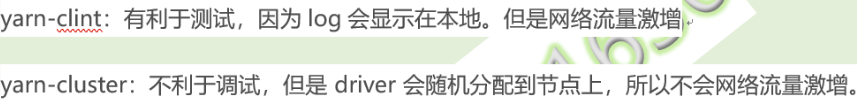 yarn-clint：有利于测试，因为 log 会显示在本地。但是网络流量激增
yarn-cluster：不利于调试，但是 driver 会随机分配到节点上，所以不会网络流量激增。